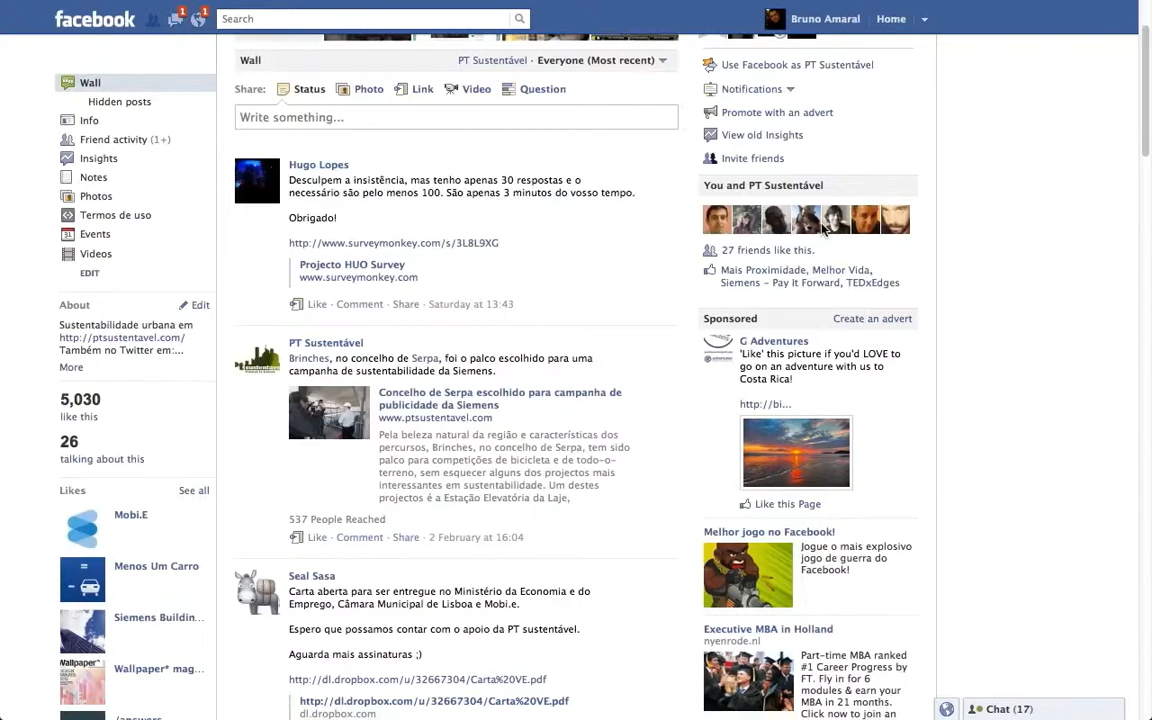 facebook
1
1
Search
Bruno Amaral
Home
Wall
Hidden posts
Info
Friend activity (1+)
Insights
Notes
Photos
Termos de uso
Events
Videos
EDIT
About
Edit
Sustentabilidade urbana em
http://ptsustentavel.com/
Também no Twitter em:...
More
5,030
like this
26
talking about this
Likes
See all
Mobi.E
Menos Um Carro
Siemens Buildin...
Wallpaper* mag...
/answers
Wall
PT Sustentável · Everyone (Most recent)
Share: Status Photo Link Video Question
Write something...
Hugo Lopes
Desculpem a insistência, mas tenho apenas 30 respostas e o
necessário são pelo menos 100. São apenas 3 minutos do vosso tempo.
Obrigado!
http://www.surveymonkey.com/s/3L8L9XG
Projecto HUO Survey
www.surveymonkey.com
Like · Comment · Share · Saturday at 13:43
PT Sustentável
Brinches, no concelho de Serpa, foi o palco escolhido para uma
campanha de sustentabilidade da Siemens.
Concelho de Serpa escolhido para campanha de
publicidade da Siemens
www.ptsustentavel.com
Pela beleza natural da região e características dos
percursos, Brinches, no concelho de Serpa, tem sido
palco para competições de bicicleta e de todo-o-
terreno, sem esquecer alguns dos projectos mais
interessantes em sustentabilidade. Um destes
projectos é a Estação Elevatória da Laje,
537 People Reached
Like · Comment · Share · 2 February at 16:04
Seal Sasa
Carta aberta para ser entregue no Ministério da Economia e do
Emprego, Câmara Municipal de Lisboa e Mobi.e.
Espero que possamos contar com o apoio da PT sustentável.
Aguarda mais assinaturas ;)
http://dl.dropbox.com/u/32667304/Carta%20VE.pdf
http://dl.dropbox.com/u/32667304/Carta%20VE.pdf
dl.dropbox.com
Use Facebook as PT Sustentável
Notifications
Promote with an advert
View old Insights
Invite friends
You and PT Sustentável
27 friends like this.
Mais Proximidade, Melhor Vida,
Siemens - Pay It Forward, TEDxEdges
Sponsored
Create an advert
G Adventures
'Like' this picture if you'd LOVE to
go on an adventure with us to
Costa Rica!
http://bi...
Like this Page
Melhor jogo no Facebook!
Jogue o mais explosivo
jogo de guerra do
Facebook!
Executive MBA in Holland
nyenrode.nl
Part-time MBA ranked
#1 Career Progress by
FT. Fly in for 6
modules & earn your
MBA in 21 months.
Click now to join an
Chat (17)